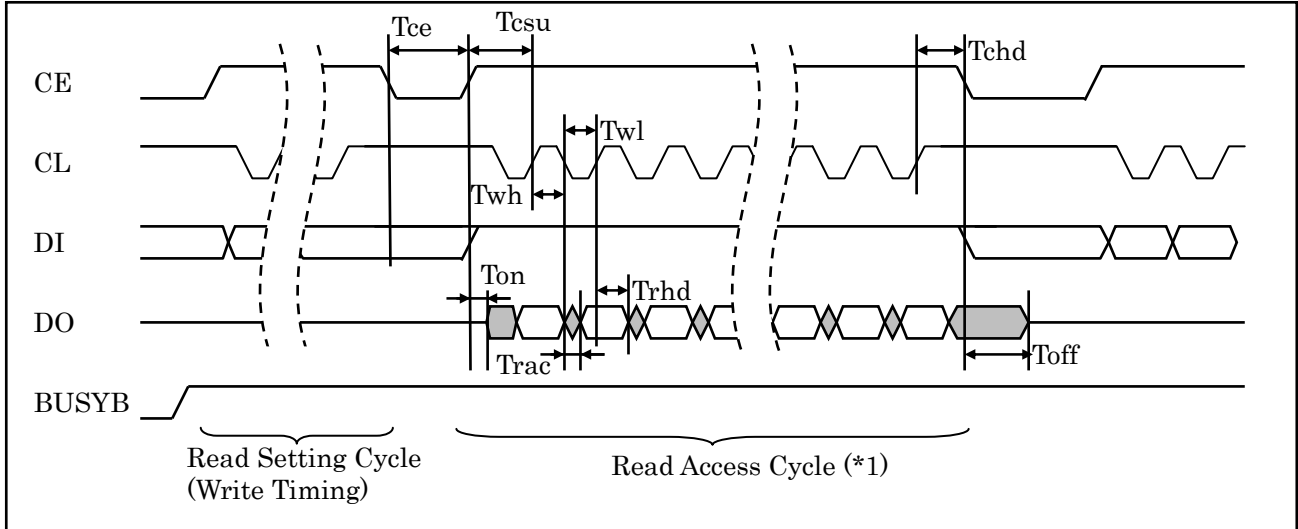 Tce
Tcsu
Tchd
CE
Twl
CL
Twh
DI
Ton
Trhd
DO
Trac
Toff
BUSYB
Read Setting Cycle
(Write Timing)
Read Access Cycle (*1)